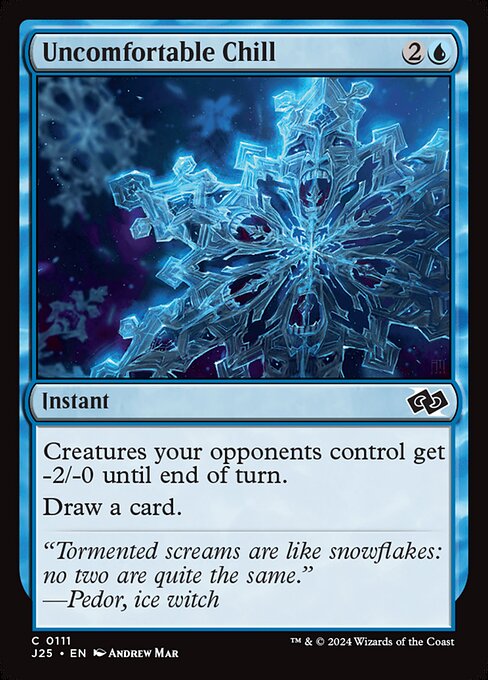 Uncomfortable Chill 2
Instant
Creatures your opponents control get
-2/-0 until end of turn.
Draw a card.
“Tormented screams are like snowflakes:
no two are quite the same.”
—Pedor, ice witch
C 0111
J25 • EN Andrew Mar
™ & © 2024 Wizards of the Coast